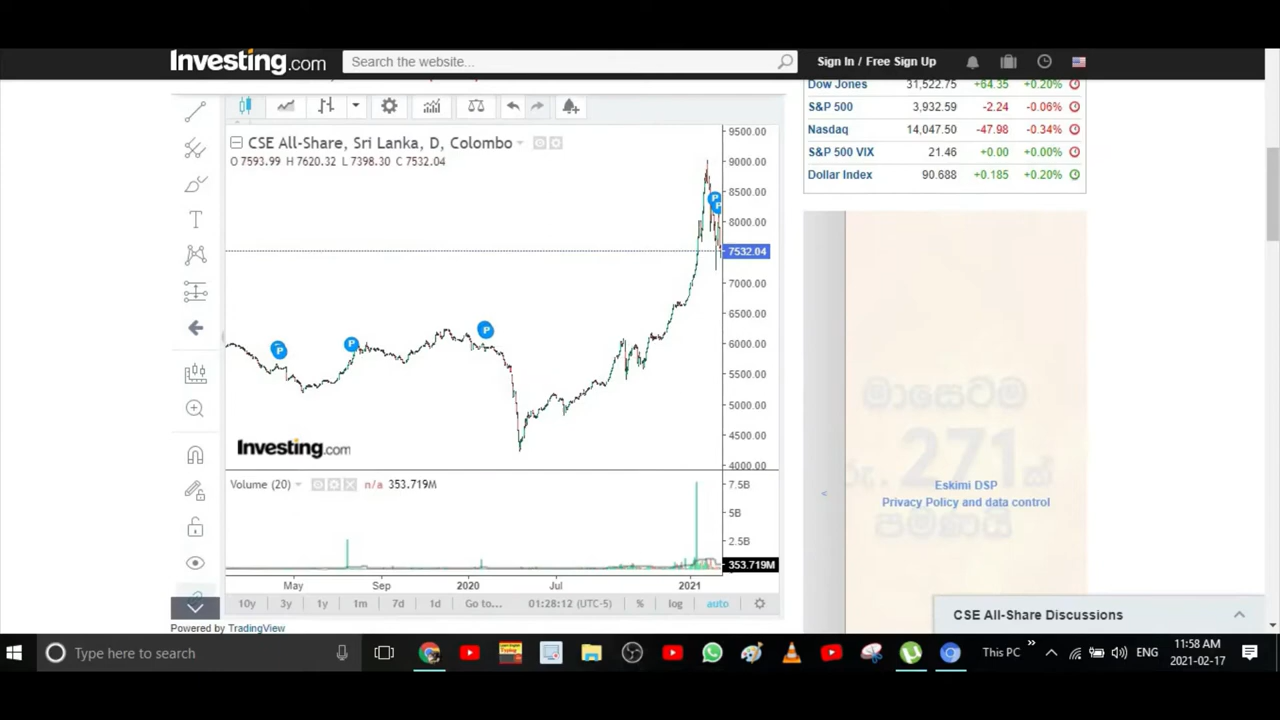 Investing.com
Search the website...
Sign In / Free Sign Up
Dow Jones 31,522.75 +64.35 +0.20%
S&P 500 3,932.59 -2.24 -0.06%
Nasdaq 14,047.50 -47.98 -0.34%
S&P 500 VIX 21.46 +0.00 +0.00%
Dollar Index 90.688 +0.185 +0.20%
CSE All-Share, Sri Lanka, D, Colombo
O 7593.99 H 7620.32 L 7398.30 C 7532.04
9500.00
9000.00
8500.00
8000.00
7532.04
7000.00
6500.00
6000.00
5500.00
5000.00
4500.00
4000.00
P
P
P
P
P
Investing.com
Volume (20) n/a 353.719M
7.5B
5B
2.5B
353.719M
May Sep 2020 Jul 2021
10y 3y 1y 1m 7d 1d Go to... 01:28:12 (UTC-5) % log auto
Powered by TradingView
මාසෙටම
රු. 271ක්
පමණයි
Eskimi DSP
Privacy Policy and data control
CSE All-Share Discussions
Type here to search
This PC
ENG
11:58 AM
2021-02-17